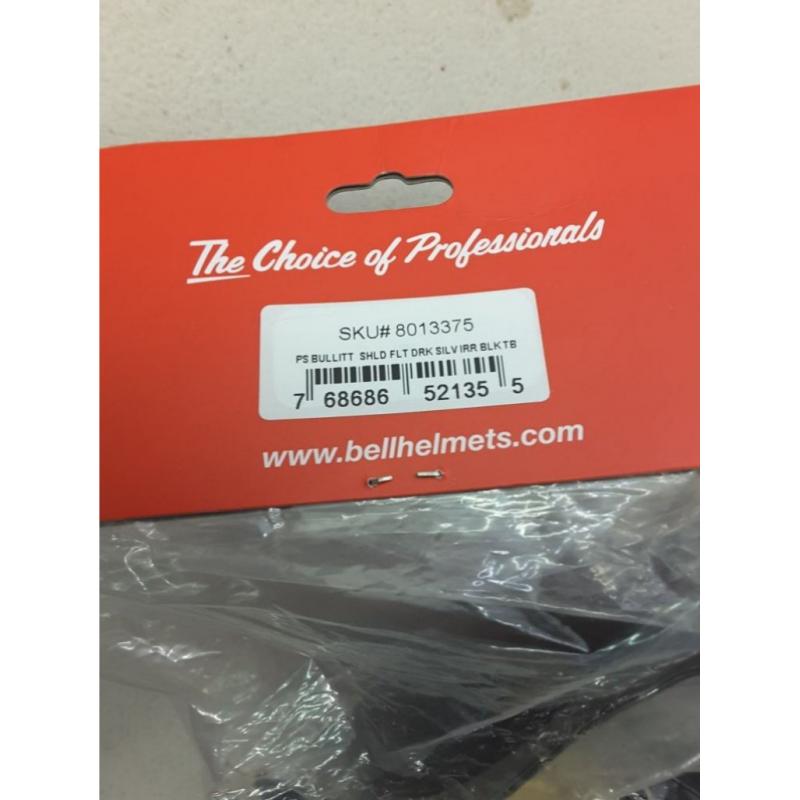 The Choice of Professionals
SKU# 8013375
PS BULLITT SHLD FLT DRK SILV IRR BLK TB
7 68686 52135 5
www.bellhelmets.com